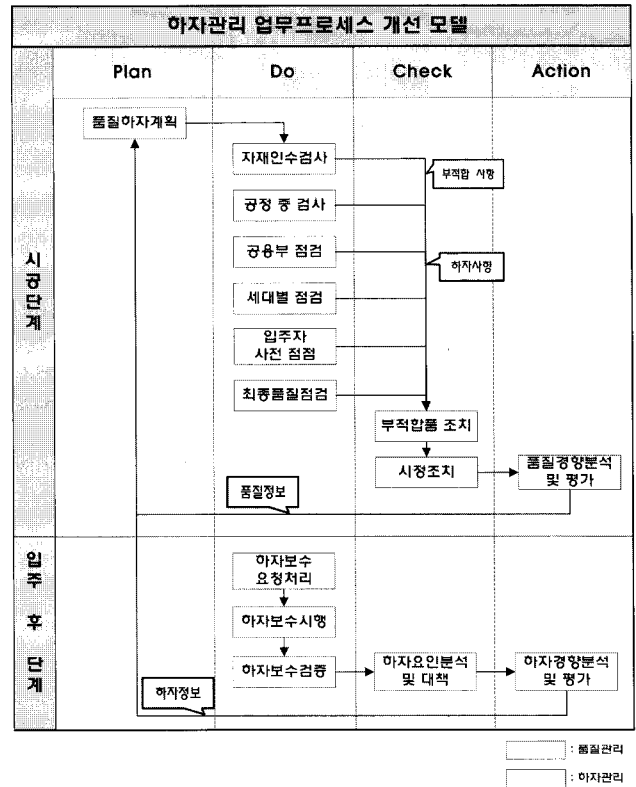 하자관리 업무프로세스 개선 모델
Plan
Do
Check
Action
시공단계
품질하자계획
자재인수검사
부적합 사항
공정 중 검사
공용부 점검
하자사항
세대별 점검
입주자
사전 점점
최종품질점검
부적합품 조치
시정조치
품질경향분석
및 평가
품질정보
입주 후 단계
하자보수
요청처리
하자보수시행
하자보수검증
하자요인분석
및 대책
하자경향분석
및 평가
하자정보
: 품질관리
: 하자관리